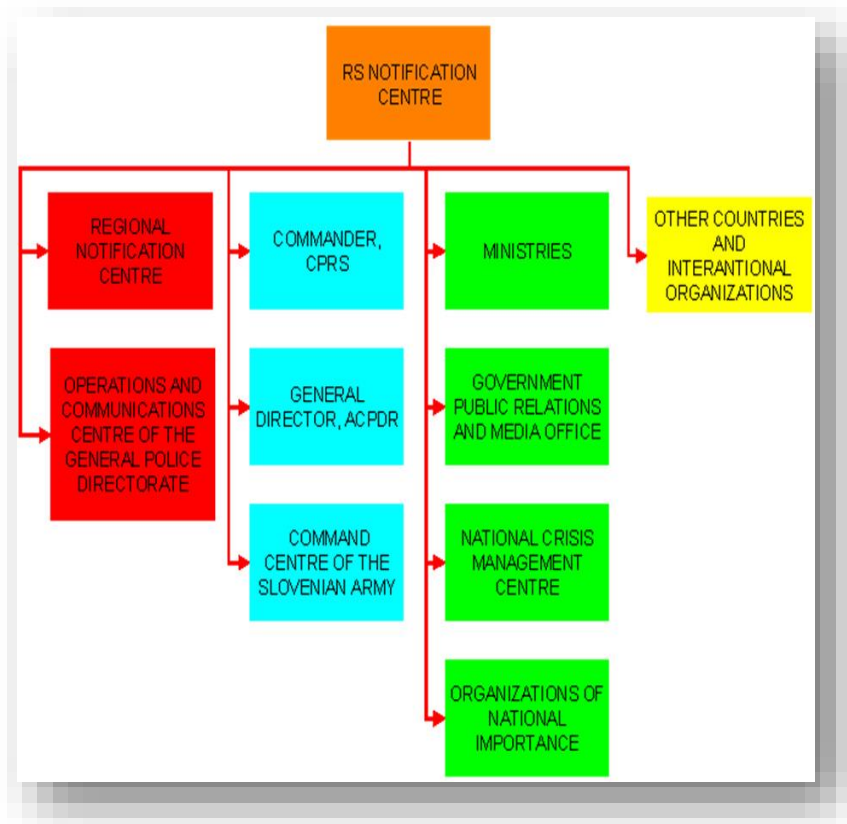 RS NOTIFICATION
CENTRE
REGIONAL
NOTIFICATION
CENTRE
COMMANDER,
CPRS
MINISTRIES
OTHER COUNTRIES
AND
INTERANTIONAL
ORGANIZATIONS
OPERATIONS AND
COMMUNICATIONS
CENTRE OF THE
GENERAL POLICE
DIRECTORATE
GENERAL
DIRECTOR, ACPDR
GOVERNMENT
PUBLIC RELATIONS
AND MEDIA OFFICE
COMMAND
CENTRE OF THE
SLOVENIAN ARMY
NATIONAL CRISIS
MANAGEMENT
CENTRE
ORGANIZATIONS OF
NATIONAL
IMPORTANCE